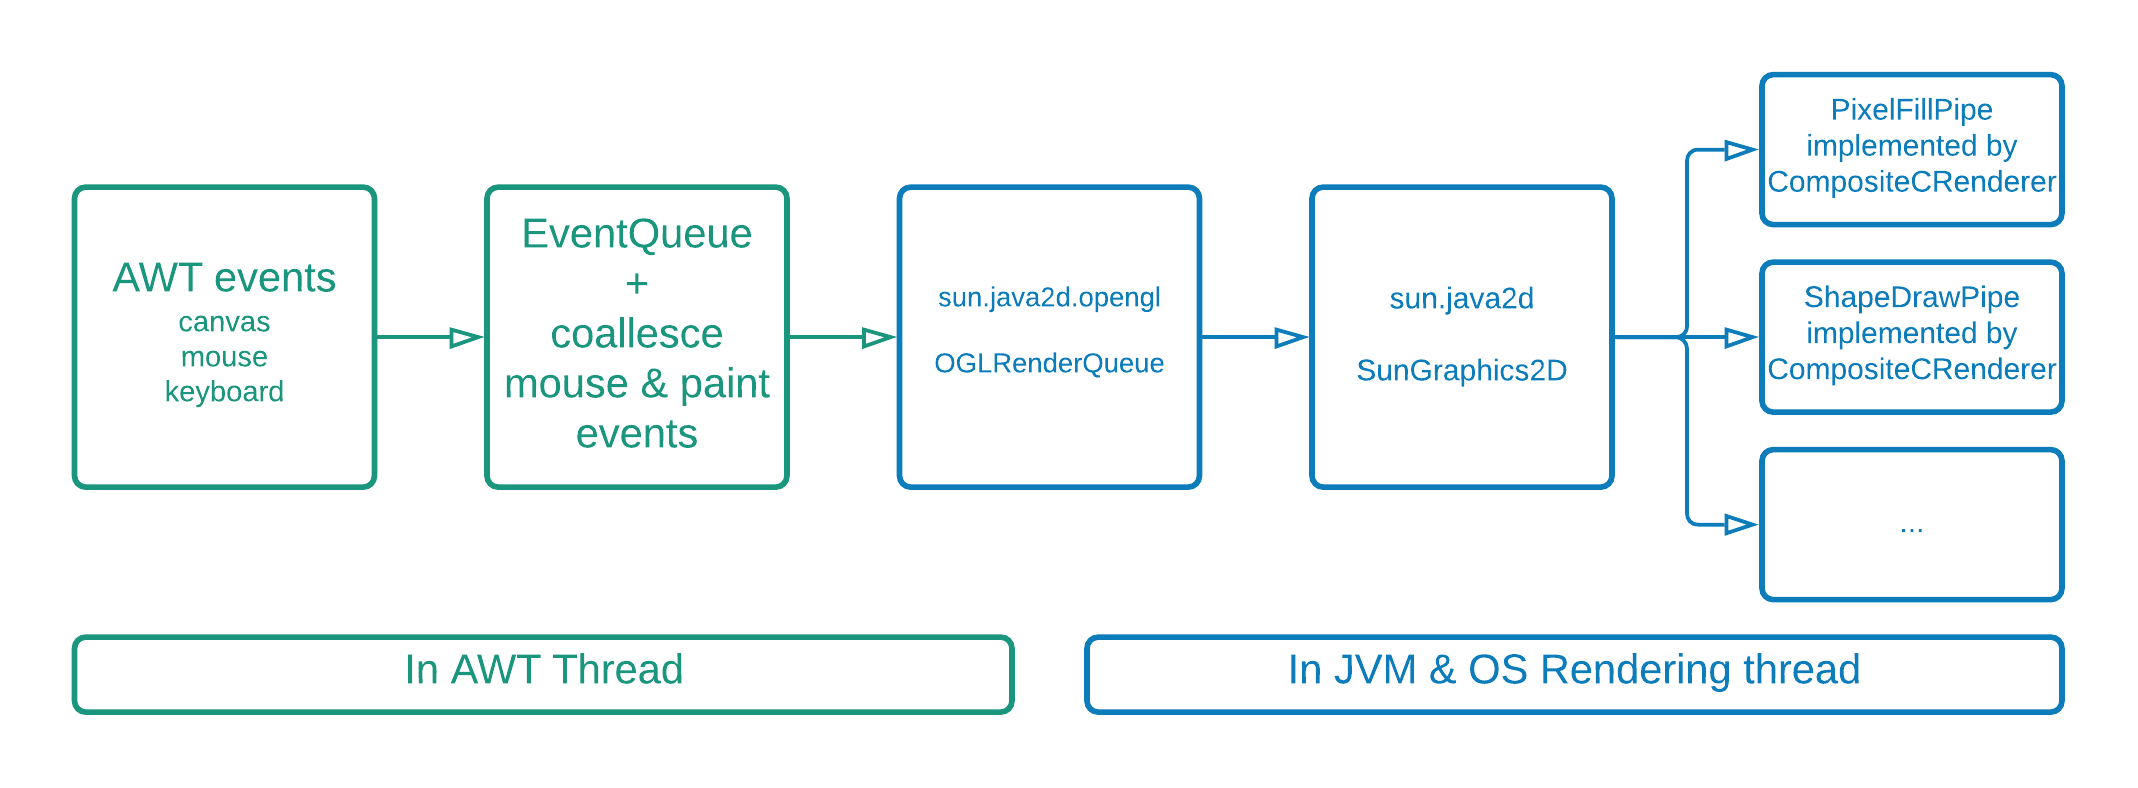 AWT events
canvas
mouse
keyboard
EventQueue
+
coallesce
mouse & paint
events
sun.java2d.opengl
OGLRenderQueue
sun.java2d
SunGraphics2D
PixelFillPipe
implemented by
CompositeCRenderer
ShapeDrawPipe
implemented by
CompositeCRenderer
...
In AWT Thread
In JVM & OS Rendering thread